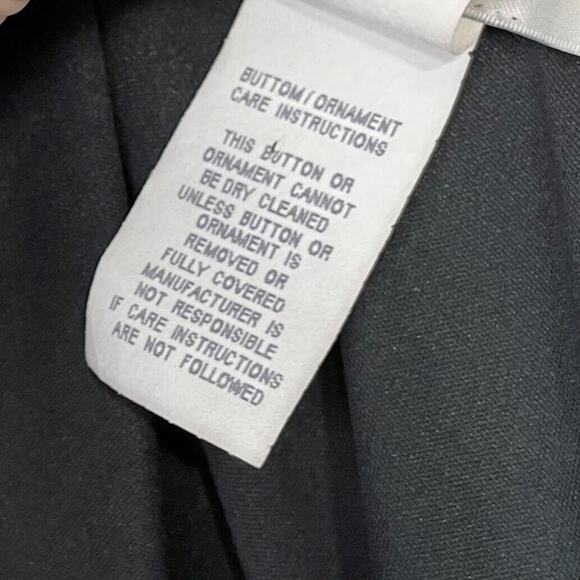 BUTTOM/ORNAMENT
CARE INSTRUCTIONS
THIS BUTTON OR
ORNAMENT CANNOT
BE DRY CLEANED
UNLESS BUTTON OR
ORNAMENT IS
REMOVED OR
FULLY COVERED
MANUFACTURER IS
NOT RESPONSIBLE
IF CARE INSTRUCTIONS
ARE NOT FOLLOWED